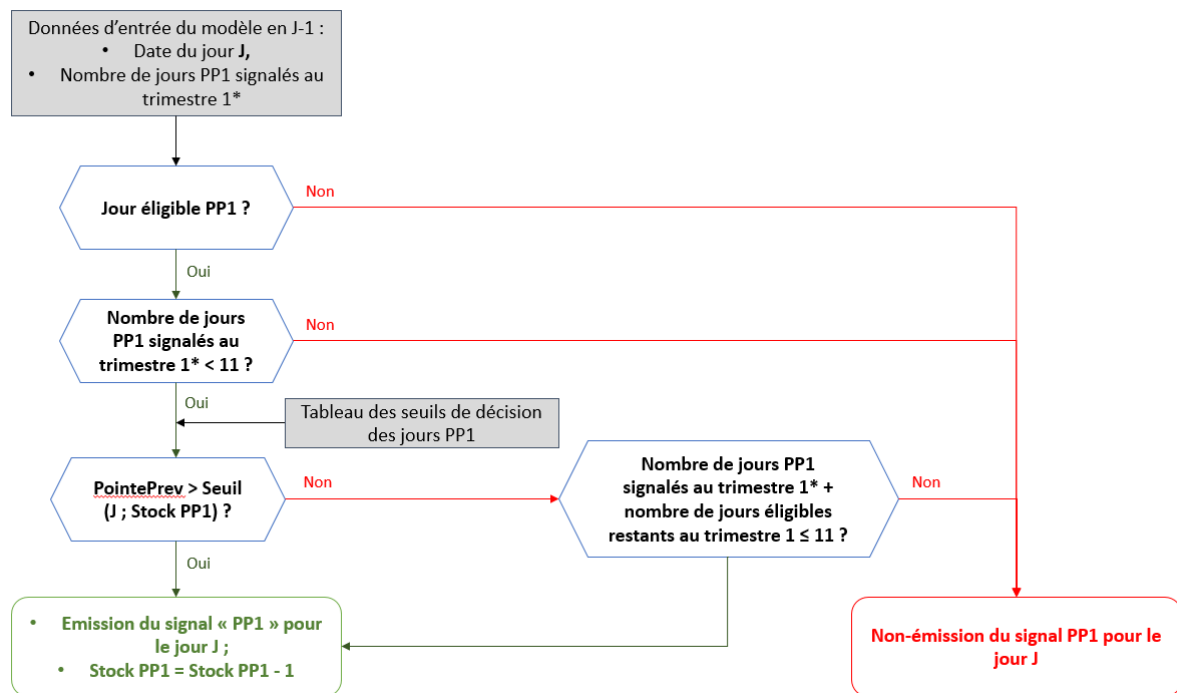 Données d’entrée du modèle en J-1 :
• Date du jour J,
• Nombre de jours PP1 signalés au
trimestre 1*
Non
Jour éligible PP1 ?
Oui
Nombre de jours
PP1 signalés au
trimestre 1* < 11 ?
Non
Oui
Tableau des seuils de décision
des jours PP1
PointePrev > Seuil
(J ; Stock PP1) ?
Non
Nombre de jours PP1
signalés au trimestre 1* +
nombre de jours éligibles
restants au trimestre 1 ≤ 11 ?
Non
Oui
• Emission du signal « PP1 » pour
le jour J ;
• Stock PP1 = Stock PP1 - 1
Non-émission du signal PP1 pour le
jour J